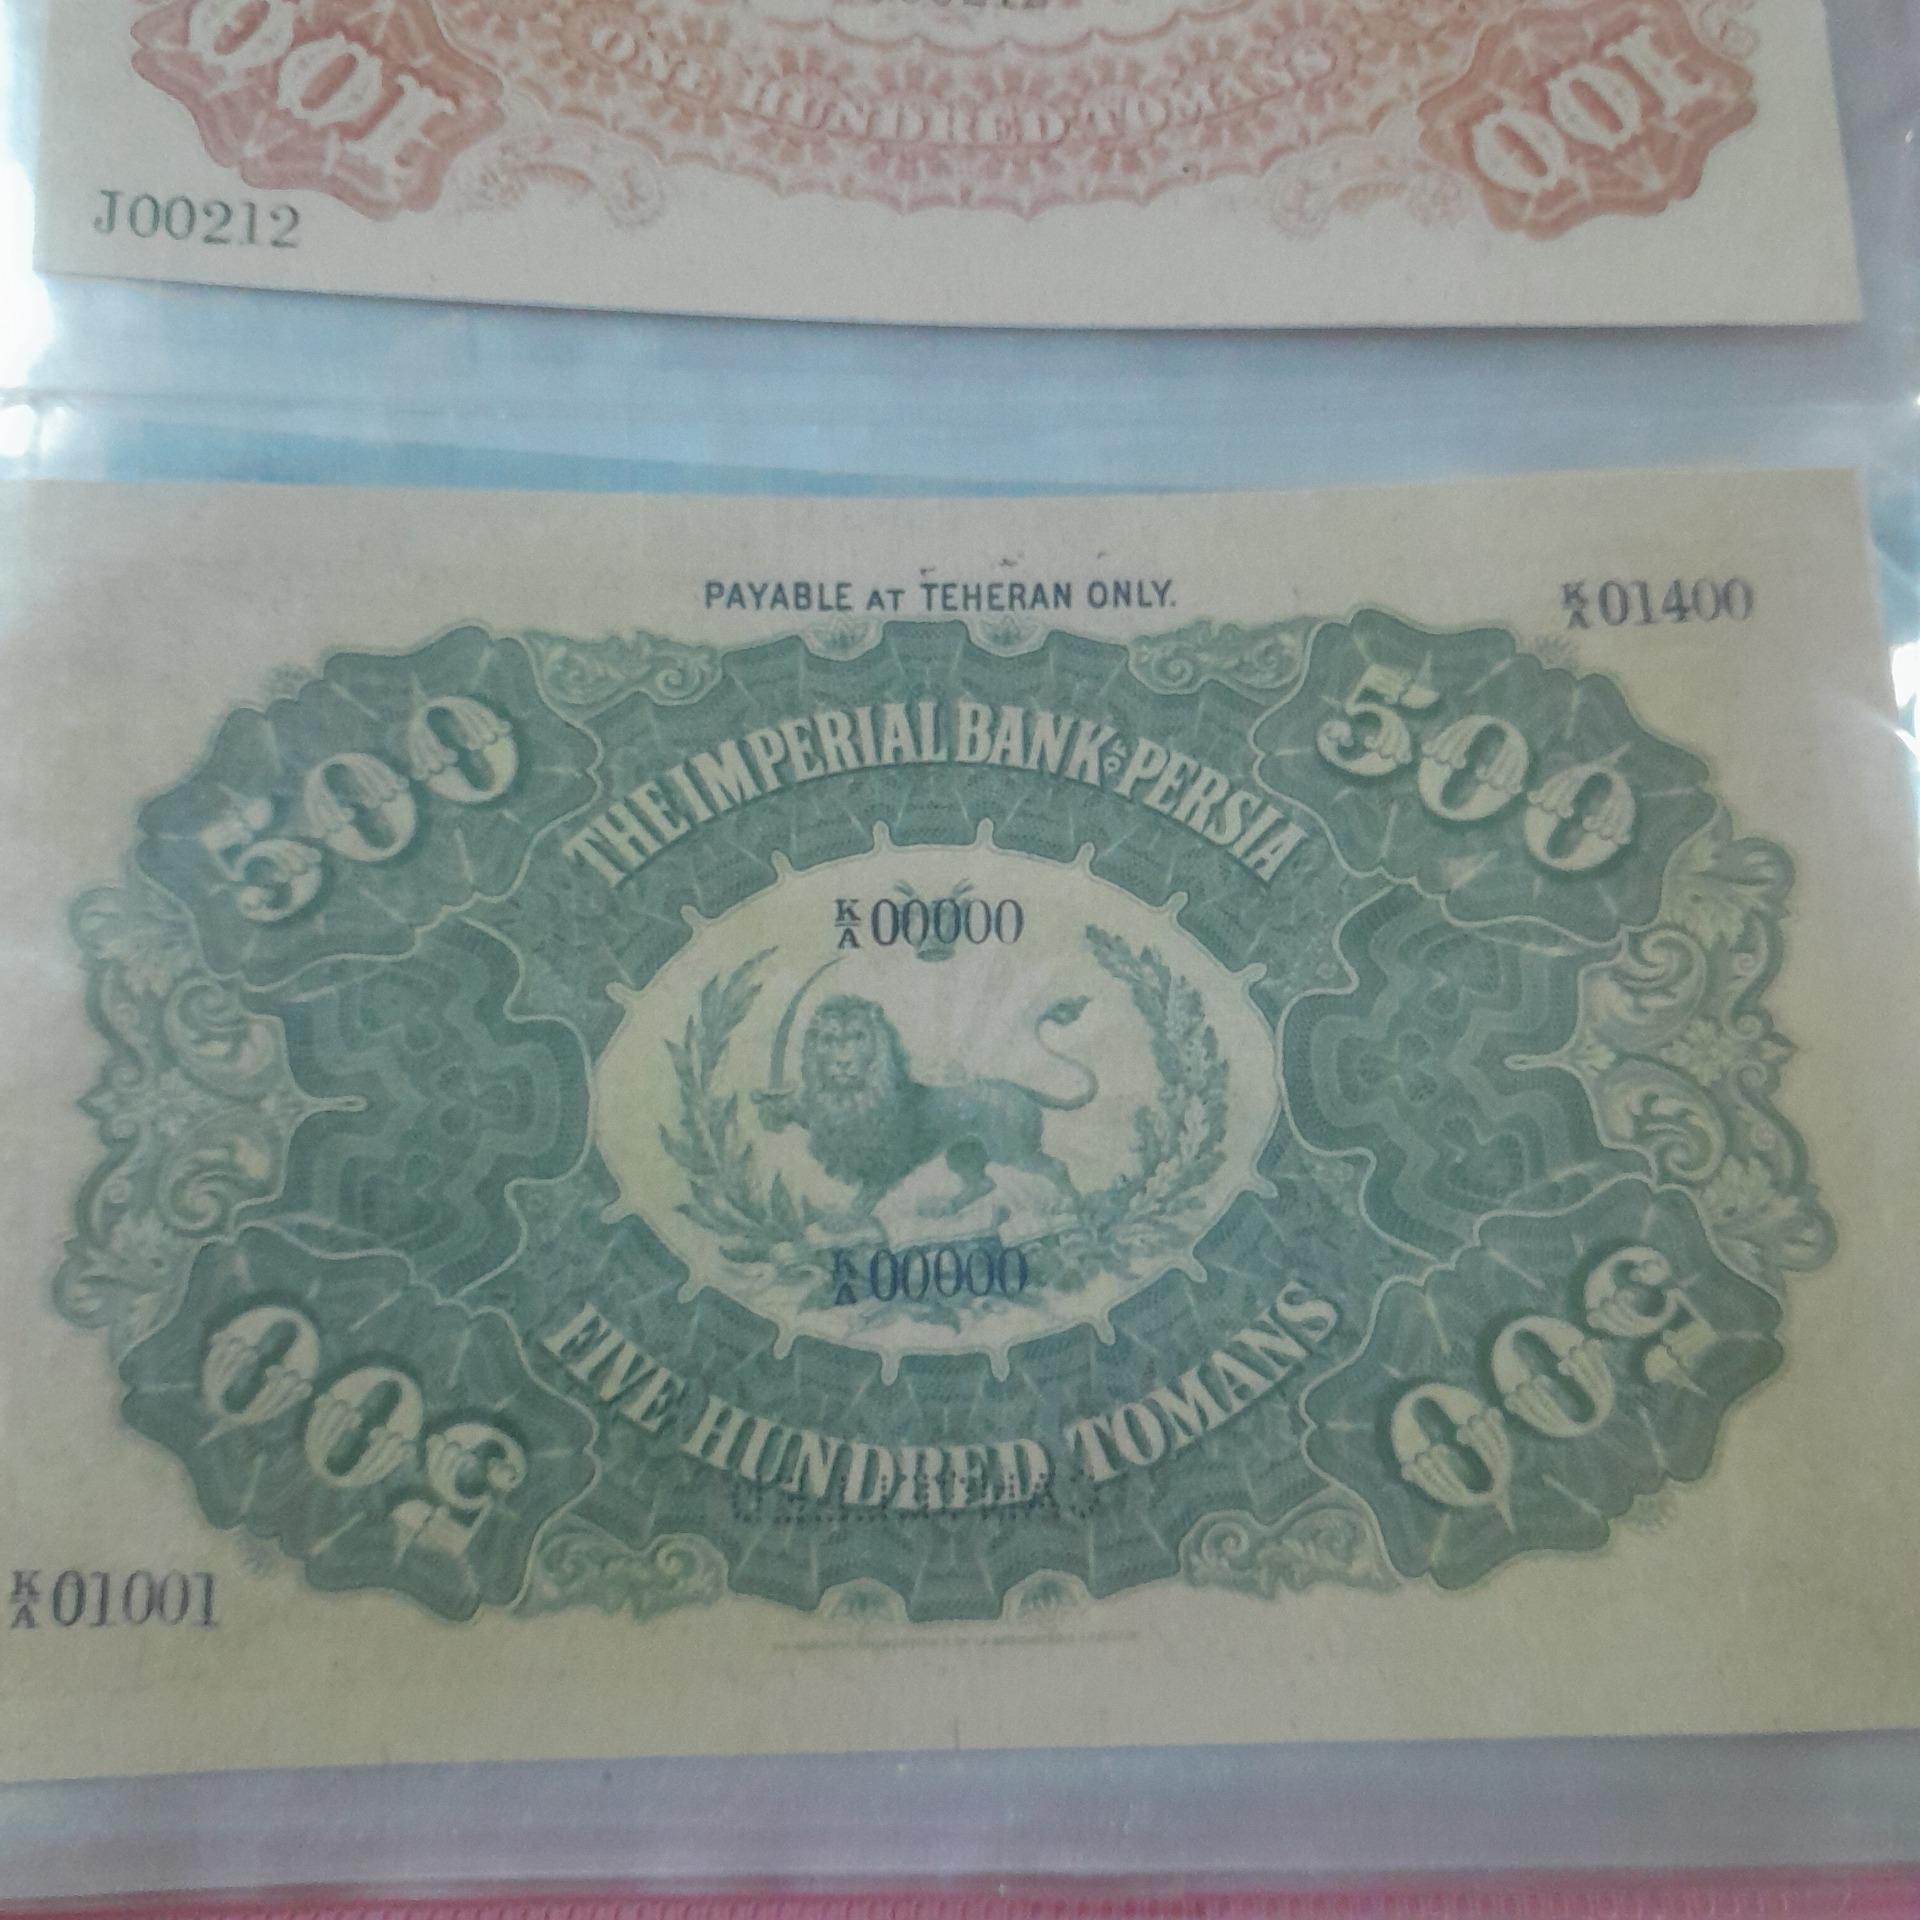 100
ONE HUNDRED TOMANS
100
J00212
PAYABLE AT TEHERAN ONLY.
K/A 01400
500
THE IMPERIAL BANK OF PERSIA
500
K/A 00000
K/A 00000
500
FIVE HUNDRED TOMANS
500
K/A 01001